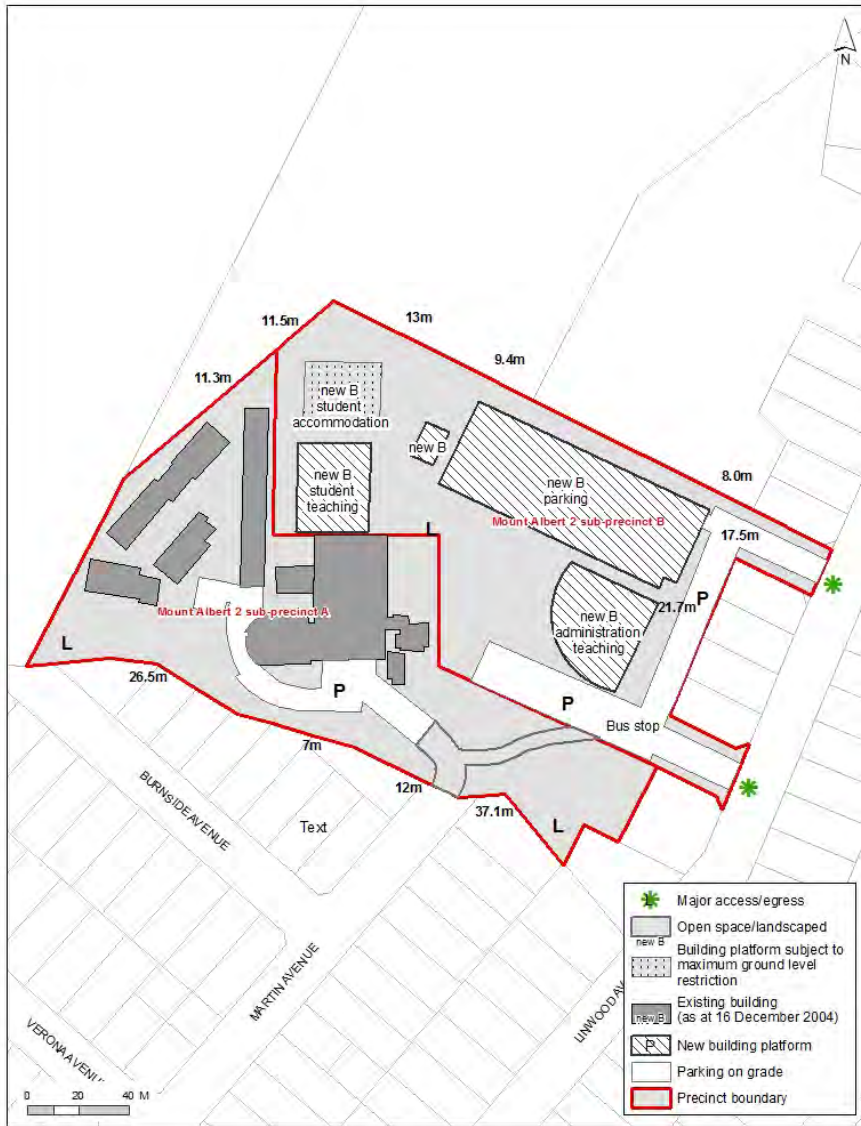 N
11.5m
13m
9.4m
11.3m
new B
student
accommodation
new B
new B
student
teaching
new B
parking
8.0m
L
Mount Albert 2 sub-precinct B
17.5m
P
21.7m
new B
administration
teaching
Mount Albert 2 sub-precinct A
L
26.5m
P
P
Bus stop
7m
12m
37.1m
L
BURNSIDE AVENUE
Text
MARTIN AVENUE
VERONA AVENUE
LINWOOD AV
0 20 40 M
L
Major access/egress
Open space/landscaped
new B
Building platform subject to
maximum ground level
restriction
new B
Existing building
(as at 16 December 2004)
P
New building platform
Parking on grade
Precinct boundary